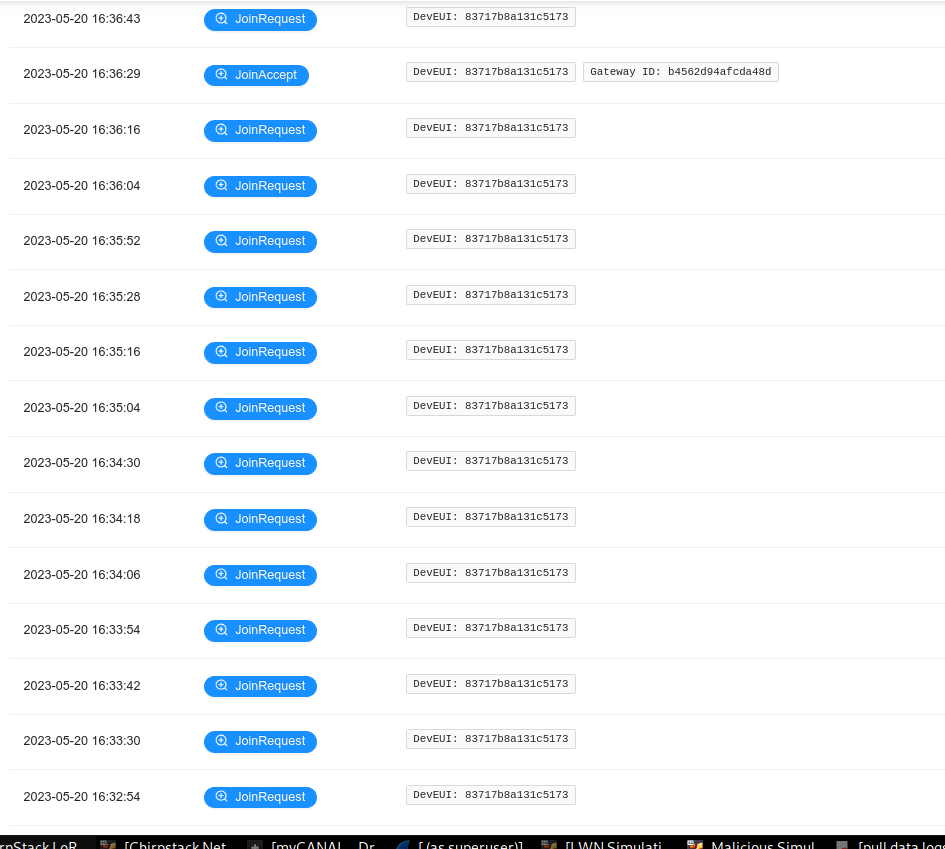 2023-05-20 16:36:43 JoinRequest DevEUI: 83717b8a131c5173
2023-05-20 16:36:29 JoinAccept DevEUI: 83717b8a131c5173 Gateway ID: b4562d94afcda48d
2023-05-20 16:36:16 JoinRequest DevEUI: 83717b8a131c5173
2023-05-20 16:36:04 JoinRequest DevEUI: 83717b8a131c5173
2023-05-20 16:35:52 JoinRequest DevEUI: 83717b8a131c5173
2023-05-20 16:35:28 JoinRequest DevEUI: 83717b8a131c5173
2023-05-20 16:35:16 JoinRequest DevEUI: 83717b8a131c5173
2023-05-20 16:35:04 JoinRequest DevEUI: 83717b8a131c5173
2023-05-20 16:34:30 JoinRequest DevEUI: 83717b8a131c5173
2023-05-20 16:34:18 JoinRequest DevEUI: 83717b8a131c5173
2023-05-20 16:34:06 JoinRequest DevEUI: 83717b8a131c5173
2023-05-20 16:33:54 JoinRequest DevEUI: 83717b8a131c5173
2023-05-20 16:33:42 JoinRequest DevEUI: 83717b8a131c5173
2023-05-20 16:33:30 JoinRequest DevEUI: 83717b8a131c5173
2023-05-20 16:32:54 JoinRequest DevEUI: 83717b8a131c5173
rpStack LoR [Chirpstack Net [myCANAL - Dr [ (as superuser)] [LWN Simulati Malicious Simul [pull data logs